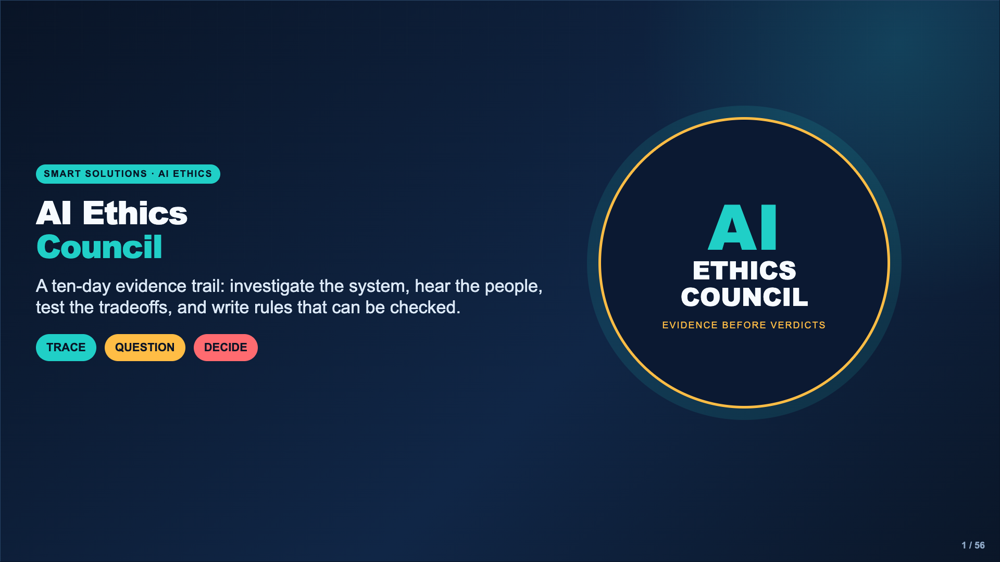 SMART SOLUTIONS · AI ETHICS
AI Ethics
Council
A ten-day evidence trail: investigate the system, hear the people,
test the tradeoffs, and write rules that can be checked.
TRACE
QUESTION
DECIDE
AI
ETHICS
COUNCIL
EVIDENCE BEFORE VERDICTS
1 / 56